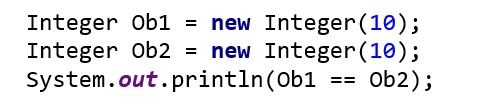 Integer Ob1 = new Integer(10);
Integer Ob2 = new Integer(10);
System.out.println(Ob1 == Ob2);